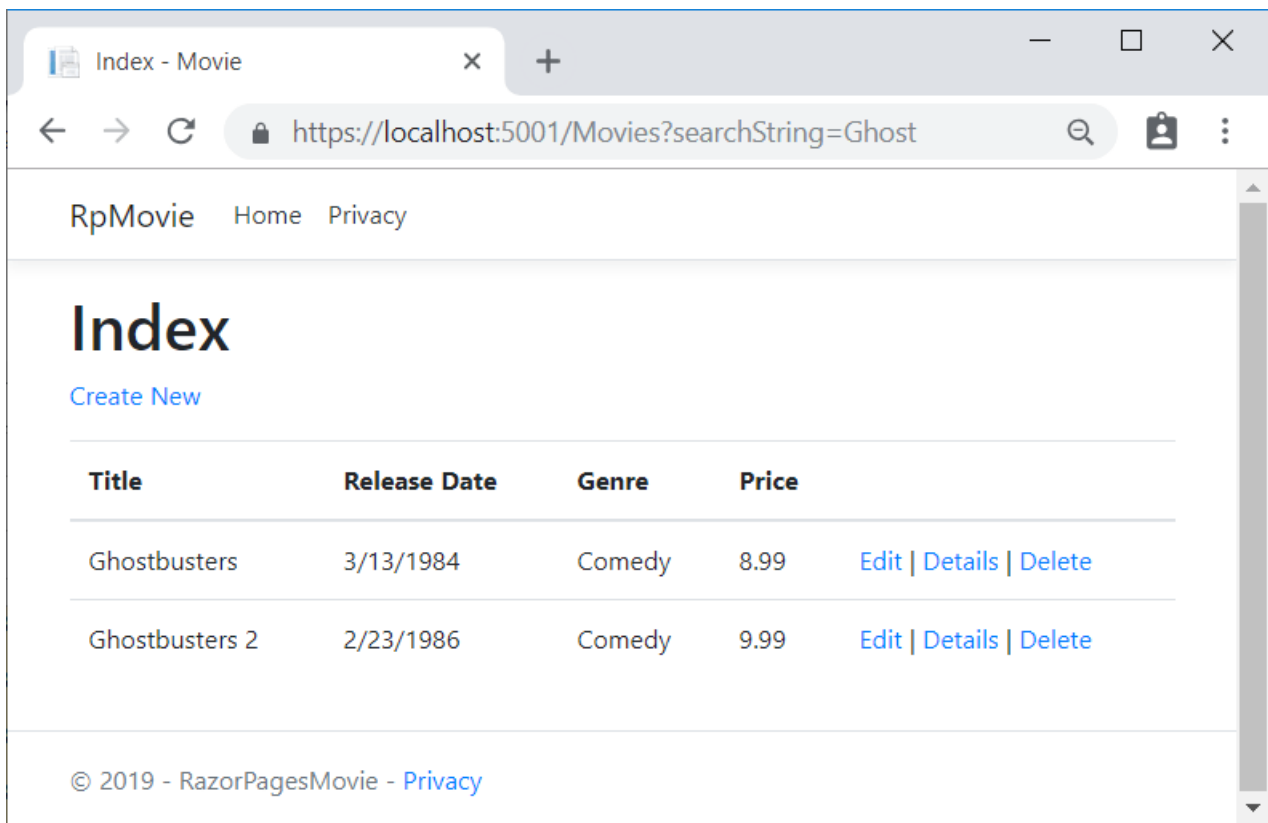 Index - Movie
https://localhost:5001/Movies?searchString=Ghost
RpMovie Home Privacy
Index
Create New
Title Release Date Genre Price
Ghostbusters 3/13/1984 Comedy 8.99 Edit | Details | Delete
Ghostbusters 2 2/23/1986 Comedy 9.99 Edit | Details | Delete
© 2019 - RazorPagesMovie - Privacy